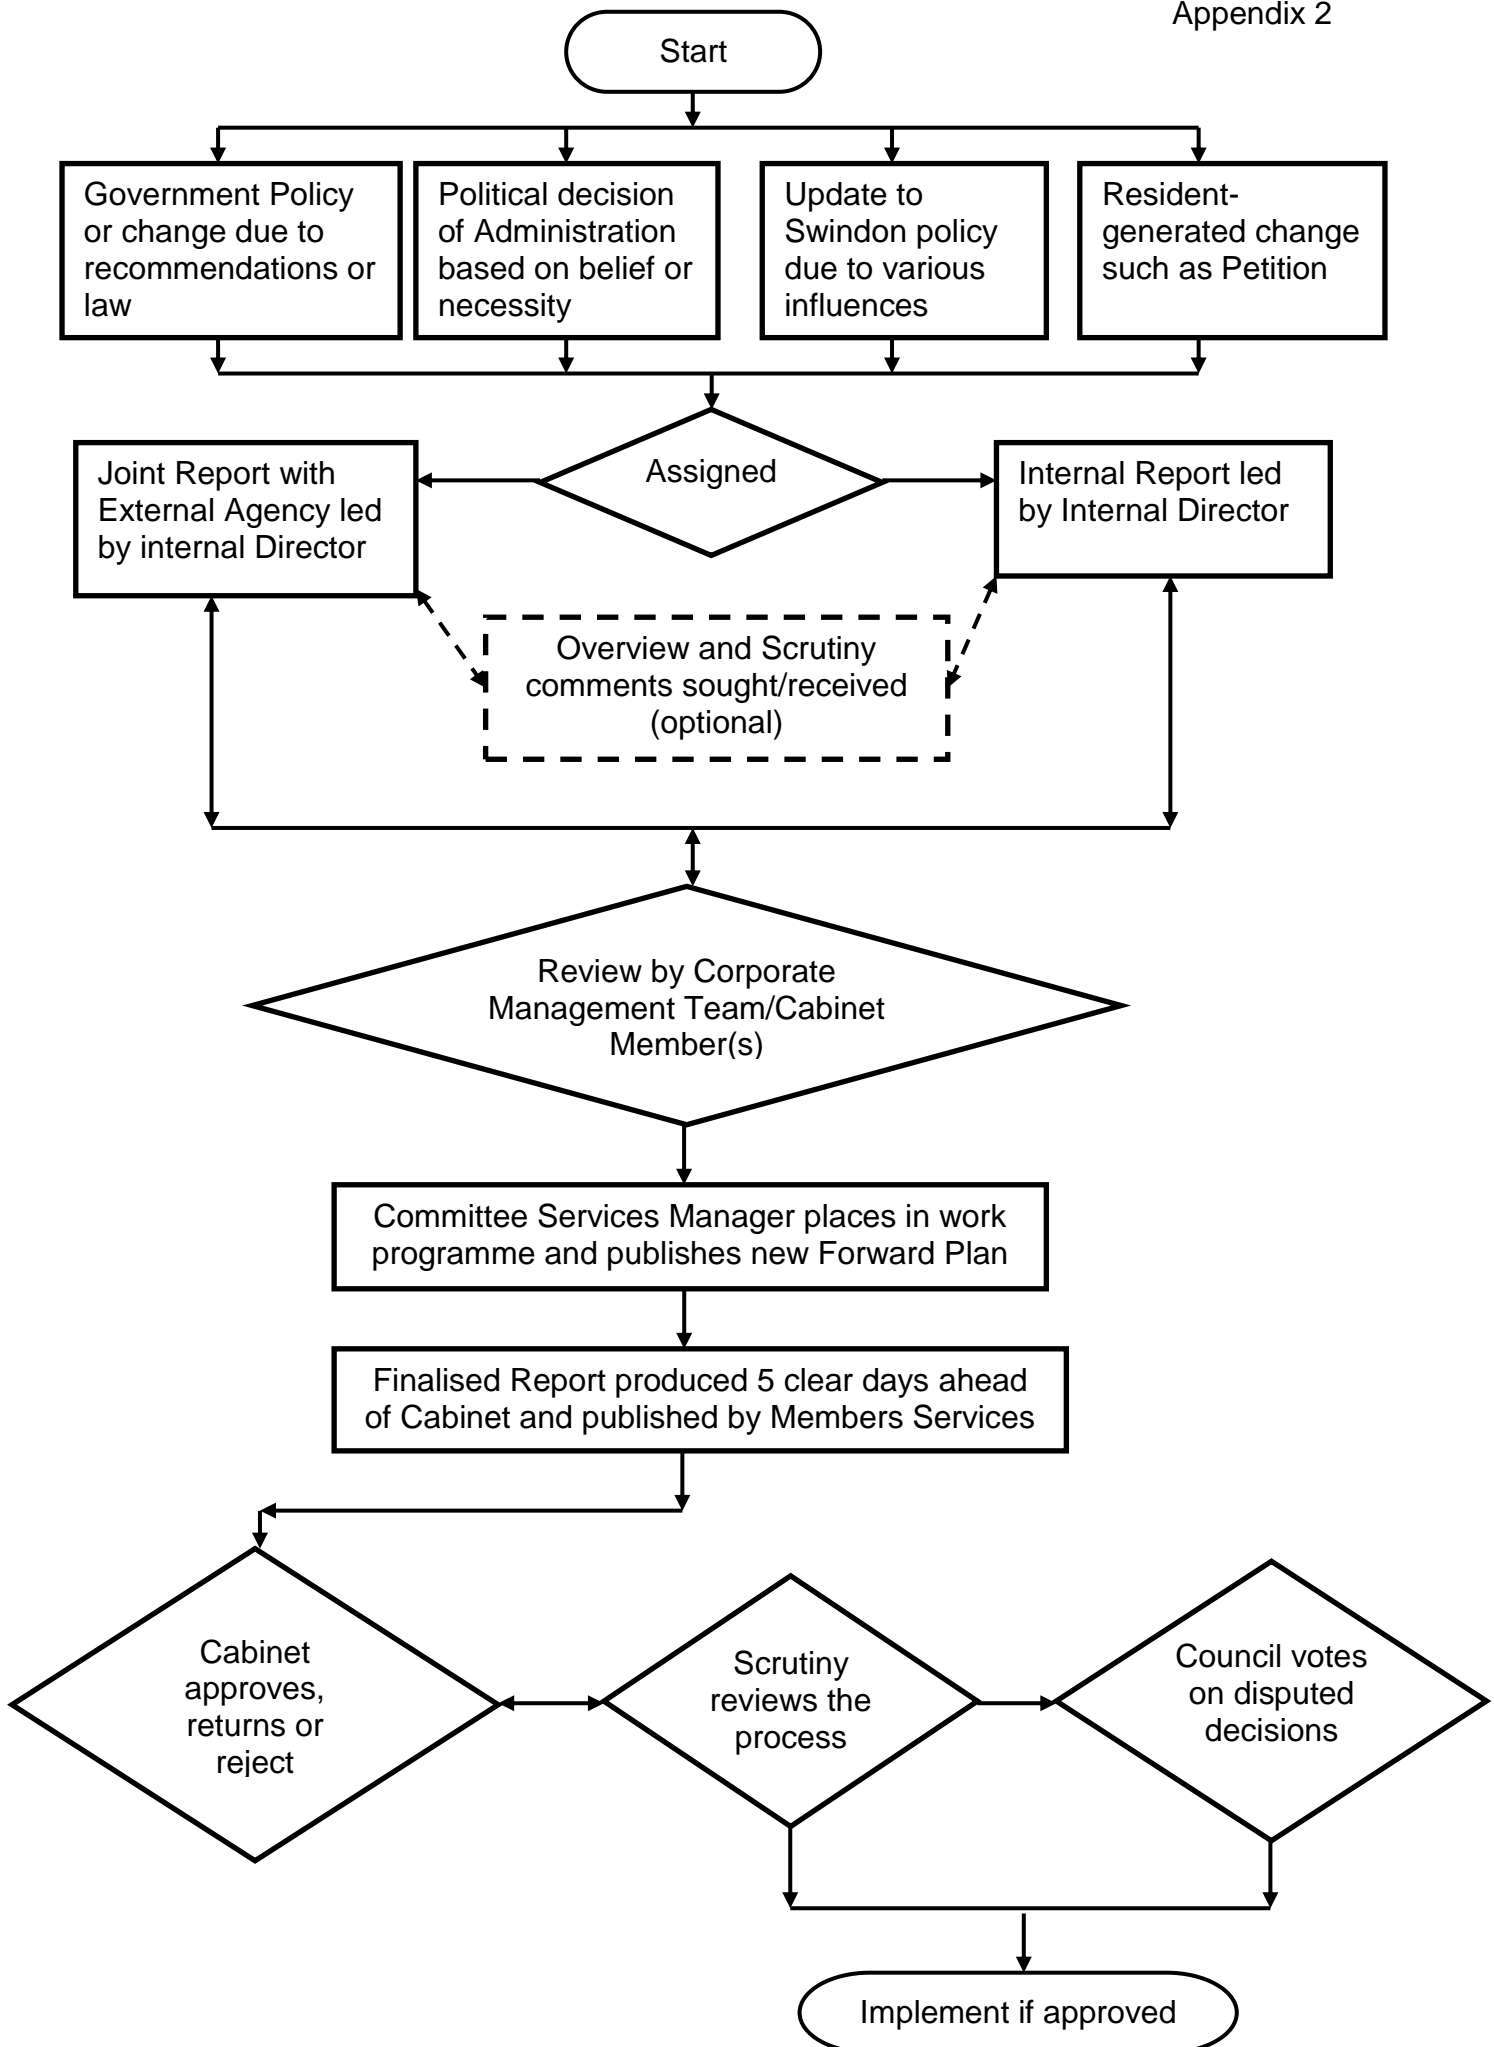 Appendix 2
Start
Government Policy
or change due to
recommendations or
law
Political decision
of Administration
based on belief or
necessity
Update to
Swindon policy
due to various
influences
Resident-
generated change
such as Petition
Assigned
Joint Report with
External Agency led
by internal Director
Internal Report led
by Internal Director
Overview and Scrutiny
comments sought/received
(optional)
Review by Corporate
Management Team/Cabinet
Member(s)
Committee Services Manager places in work
programme and publishes new Forward Plan
Finalised Report produced 5 clear days ahead
of Cabinet and published by Members Services
Cabinet
approves,
returns or
reject
Scrutiny
reviews the
process
Council votes
on disputed
decisions
Implement if approved